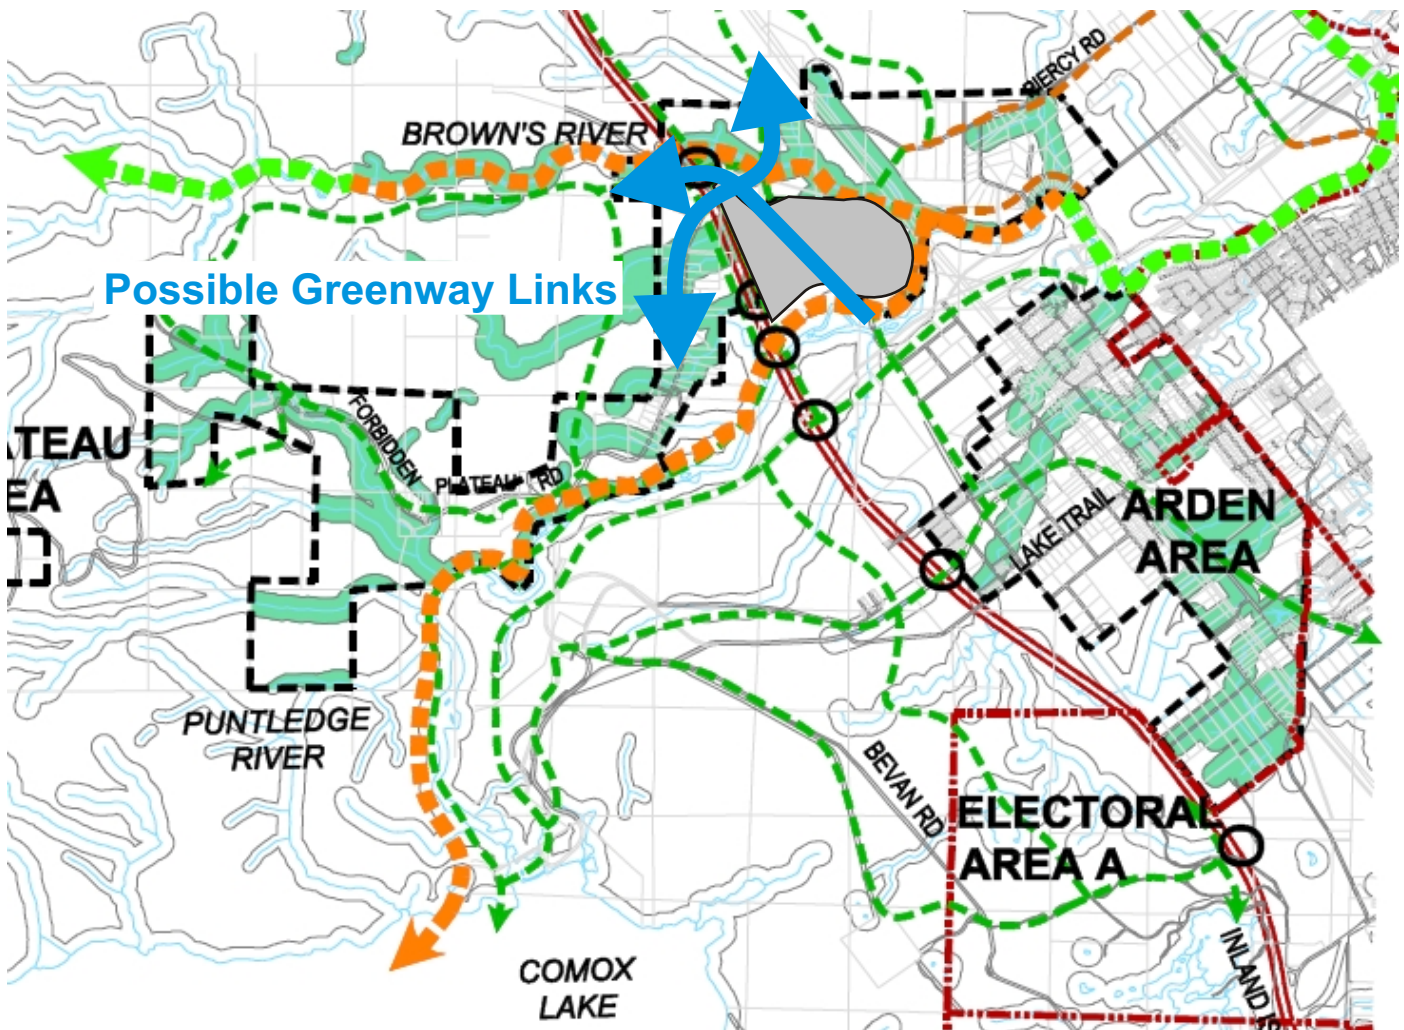 PIERCY RD
BROWN'S RIVER
Possible Greenway Links
FORBIDDEN
PLATEAU RD
ATEAU
EA
LAKE TRAIL
ARDEN
AREA
PUNTLEDGE
RIVER
BEVAN RD
ELECTORAL
AREA A
COMOX
LAKE
INLAND